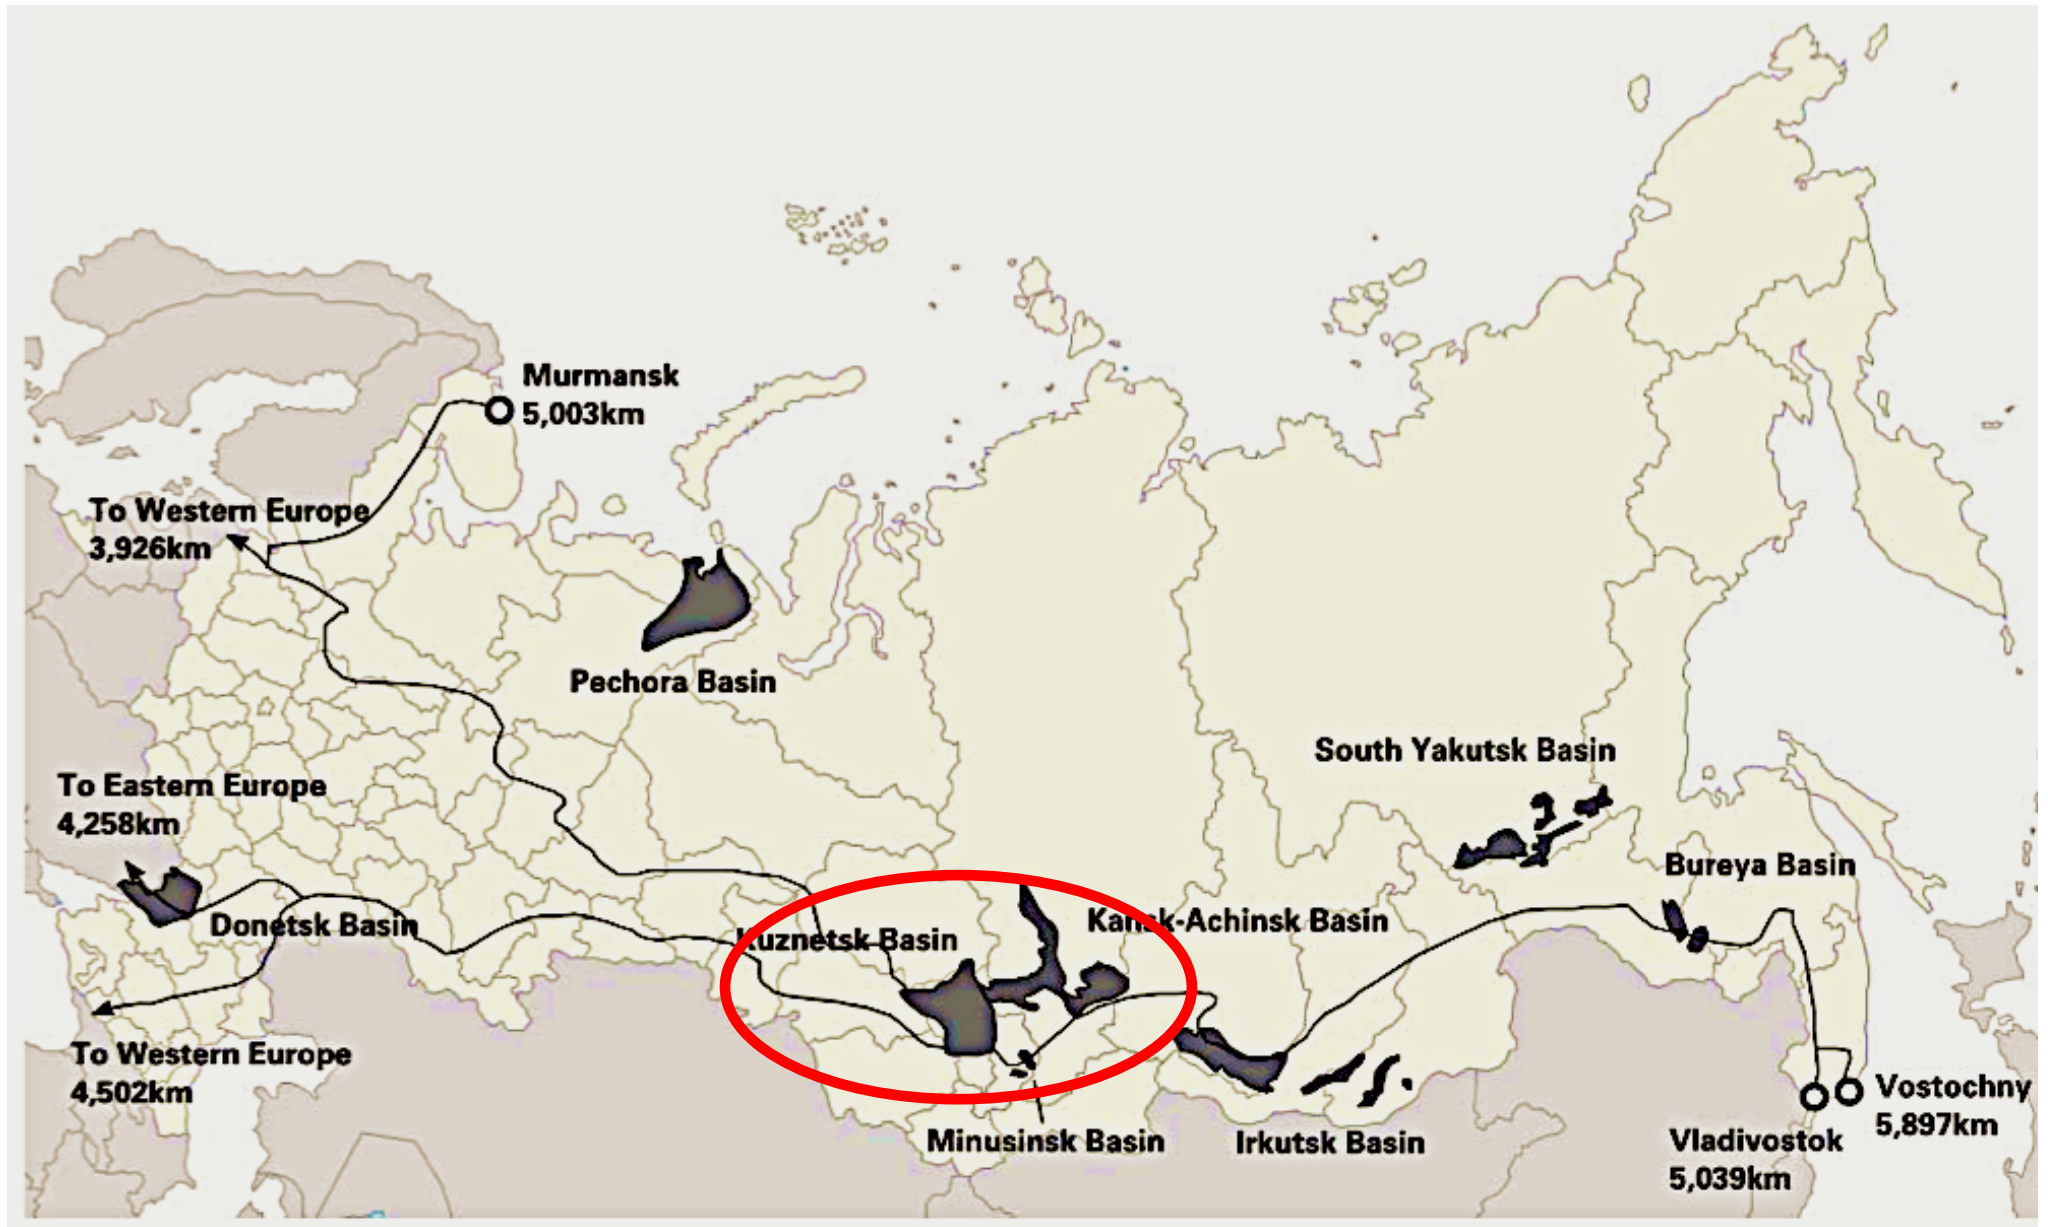 Murmansk
5,003km
To Western Europe
3,926km
Pechora Basin
South Yakutsk Basin
To Eastern Europe
4,258km
Bureya Basin
Donetsk Basin
Kuznetsk Basin
Kansk-Achinsk Basin
To Western Europe
4,502km
Minusinsk Basin
Irkutsk Basin
Vladivostok
5,039km
Vostochny
5,897km